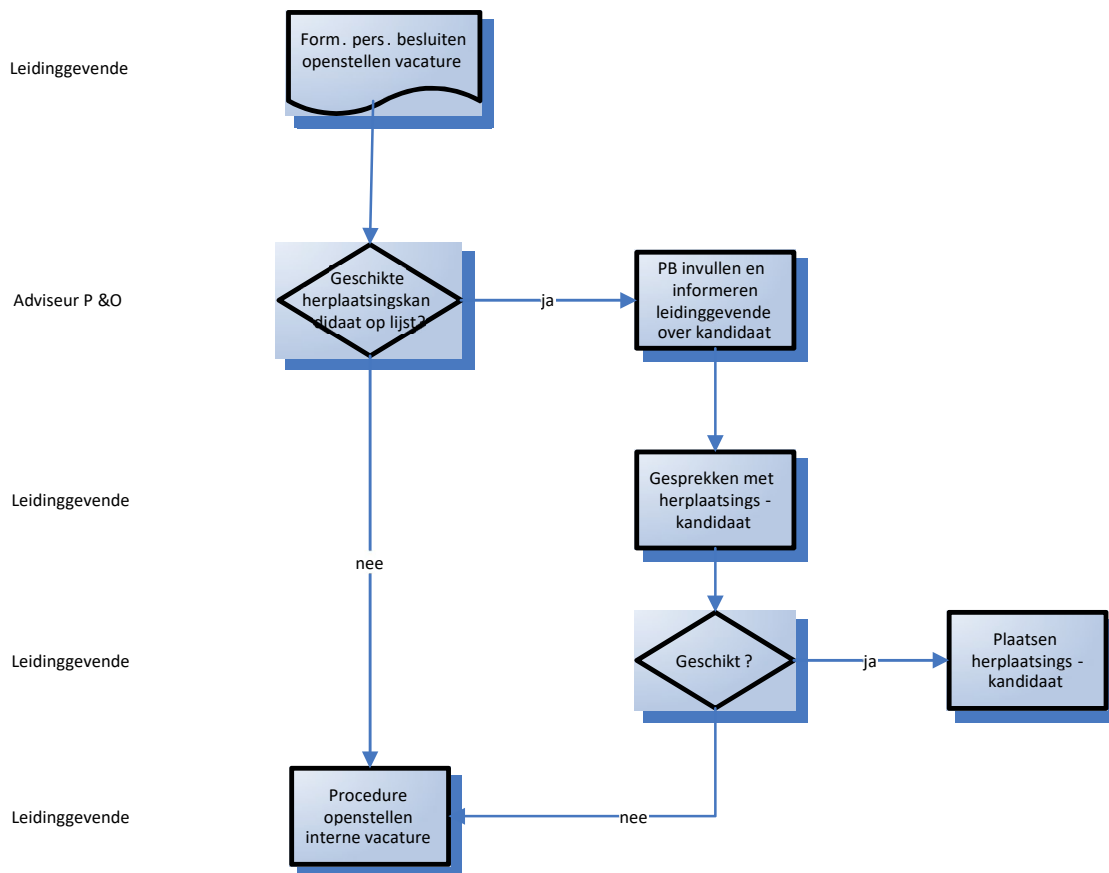 Form. pers. besluiten
openstellen vacature
Leidinggevende
Geschikte
herplaatsingskan
didaat op lijst?
Adviseur P &O
ja
PB invullen en
informeren
leidinggevende
over kandidaat
Leidinggevende
Gesprekken met
herplaatsings -
kandidaat
nee
Leidinggevende
Geschikt ?
ja
Plaatsen
herplaatsings -
kandidaat
Leidinggevende
Procedure
openstellen
interne vacature
nee